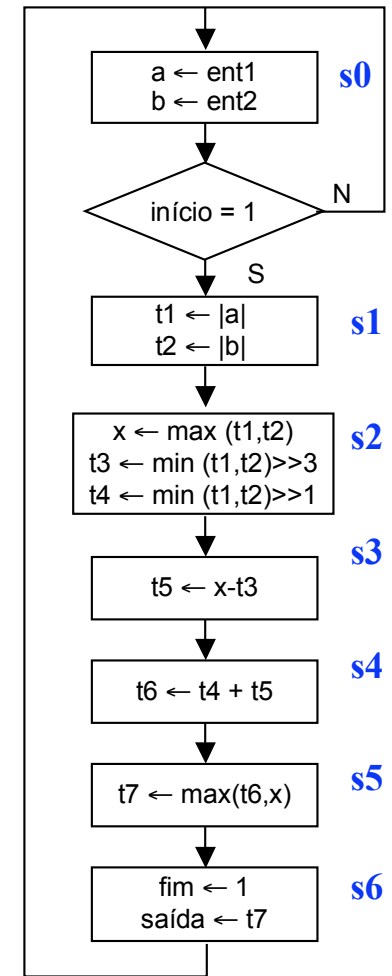 a ← ent1
b ← ent2
s0
início = 1
N
S
t1 ← |a|
t2 ← |b|
s1
x ← max (t1,t2)
t3 ← min (t1,t2)>>3
t4 ← min (t1,t2)>>1
s2
s3
t5 ← x-t3
s4
t6 ← t4 + t5
s5
t7 ← max(t6,x)
fim ← 1
saída ← t7
s6